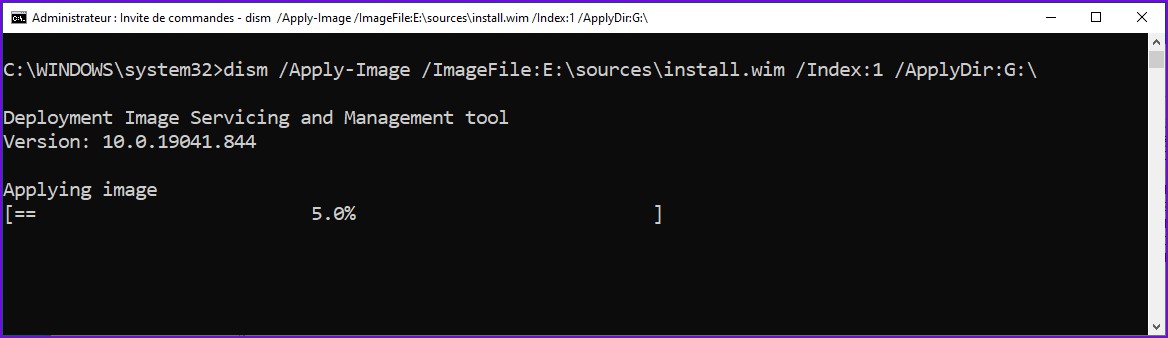 Administrateur : Invite de commandes - dism  /Apply-Image /ImageFile:E:\sources\install.wim /Index:1 /ApplyDir:G:\
C:\WINDOWS\system32>dism /Apply-Image /ImageFile:E:\sources\install.wim /Index:1 /ApplyDir:G:\
Deployment Image Servicing and Management tool
Version: 10.0.19041.844
Applying image
[==                         5.0%                           ]